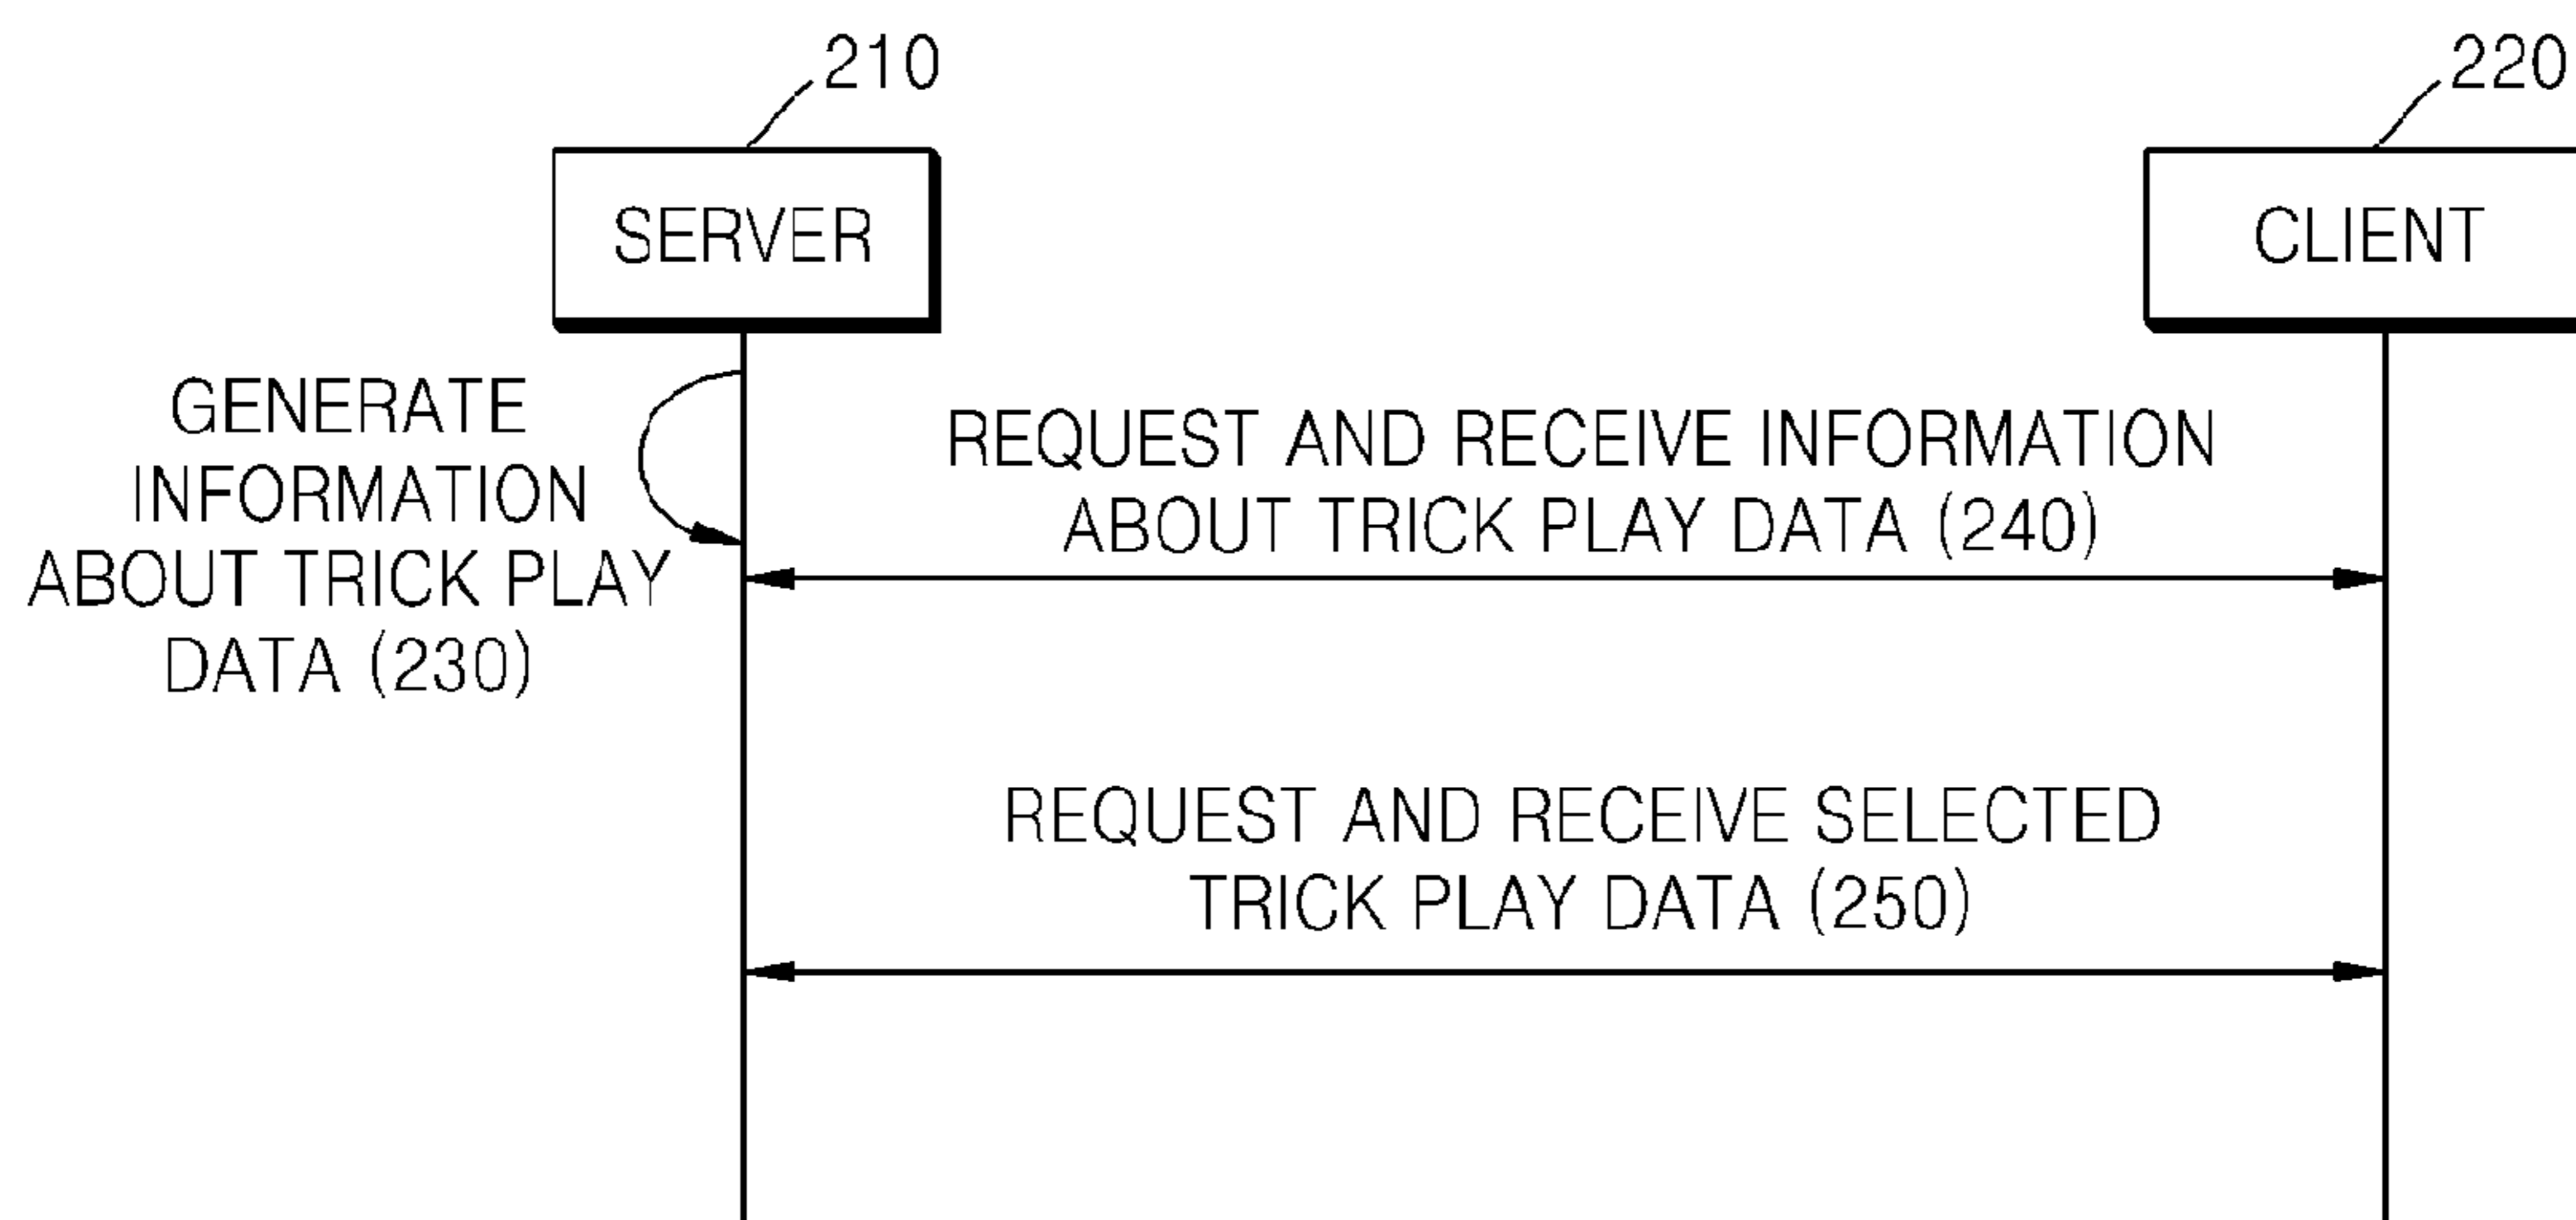 210
220
SERVER
CLIENT
GENERATE
INFORMATION
ABOUT TRICK PLAY
DATA (230)
REQUEST AND RECEIVE INFORMATION
ABOUT TRICK PLAY DATA (240)
REQUEST AND RECEIVE SELECTED
TRICK PLAY DATA (250)